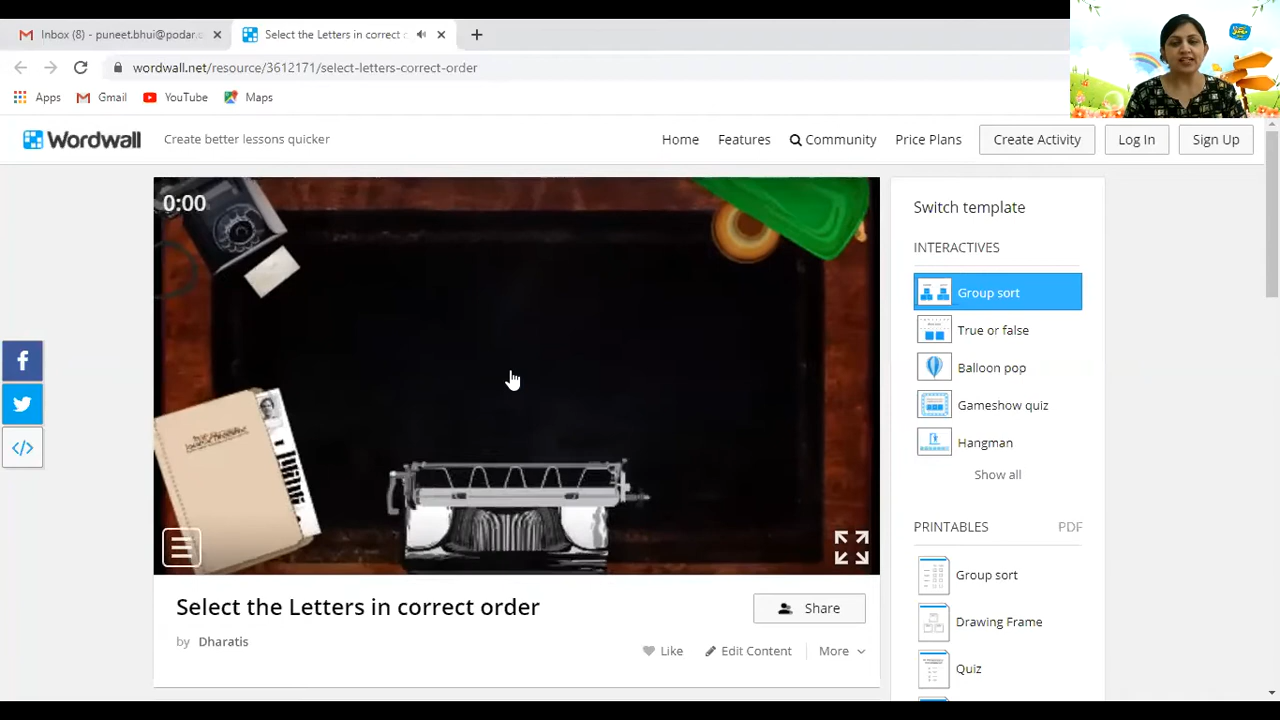 Inbox (8) - puneet.bhui@podar.
Select the Letters in correct
wordwall.net/resource/3612171/select-letters-correct-order
Apps
Gmail
YouTube
Maps
Wordwall
Create better lessons quicker
Home
Features
Community
Price Plans
Create Activity
Log In
Sign Up
0:00
Switch template
INTERACTIVES
Group sort
True or false
Balloon pop
Gameshow quiz
Hangman
Show all
PRINTABLES
PDF
Group sort
Drawing Frame
Quiz
Select the Letters in correct order
Share
by Dharatis
Like
Edit Content
More